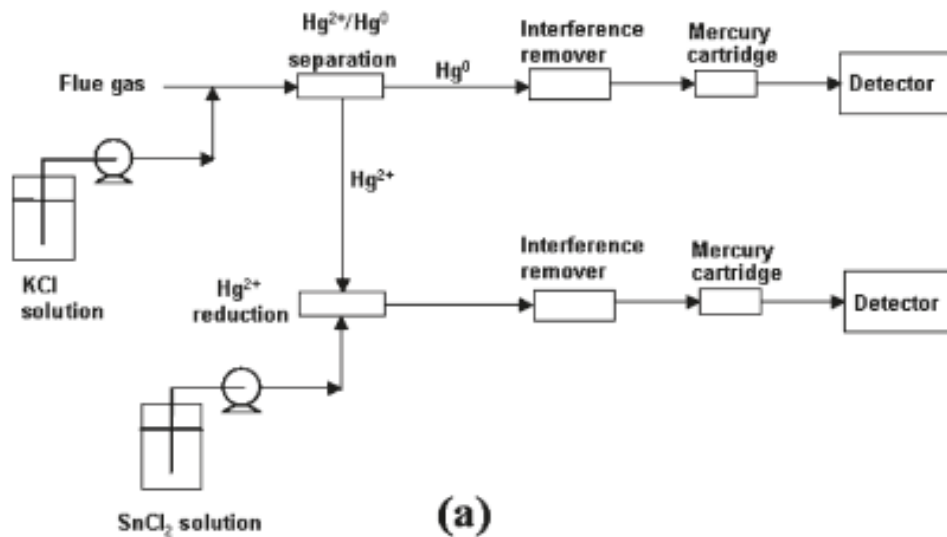 Hg²⁺/Hg⁰
separation
Interference
remover
Mercury
cartridge
Flue gas
Hg⁰
Detector
Hg²⁺
KCl
solution
Hg²⁺
reduction
Interference
remover
Mercury
cartridge
Detector
SnCl₂ solution
(a)